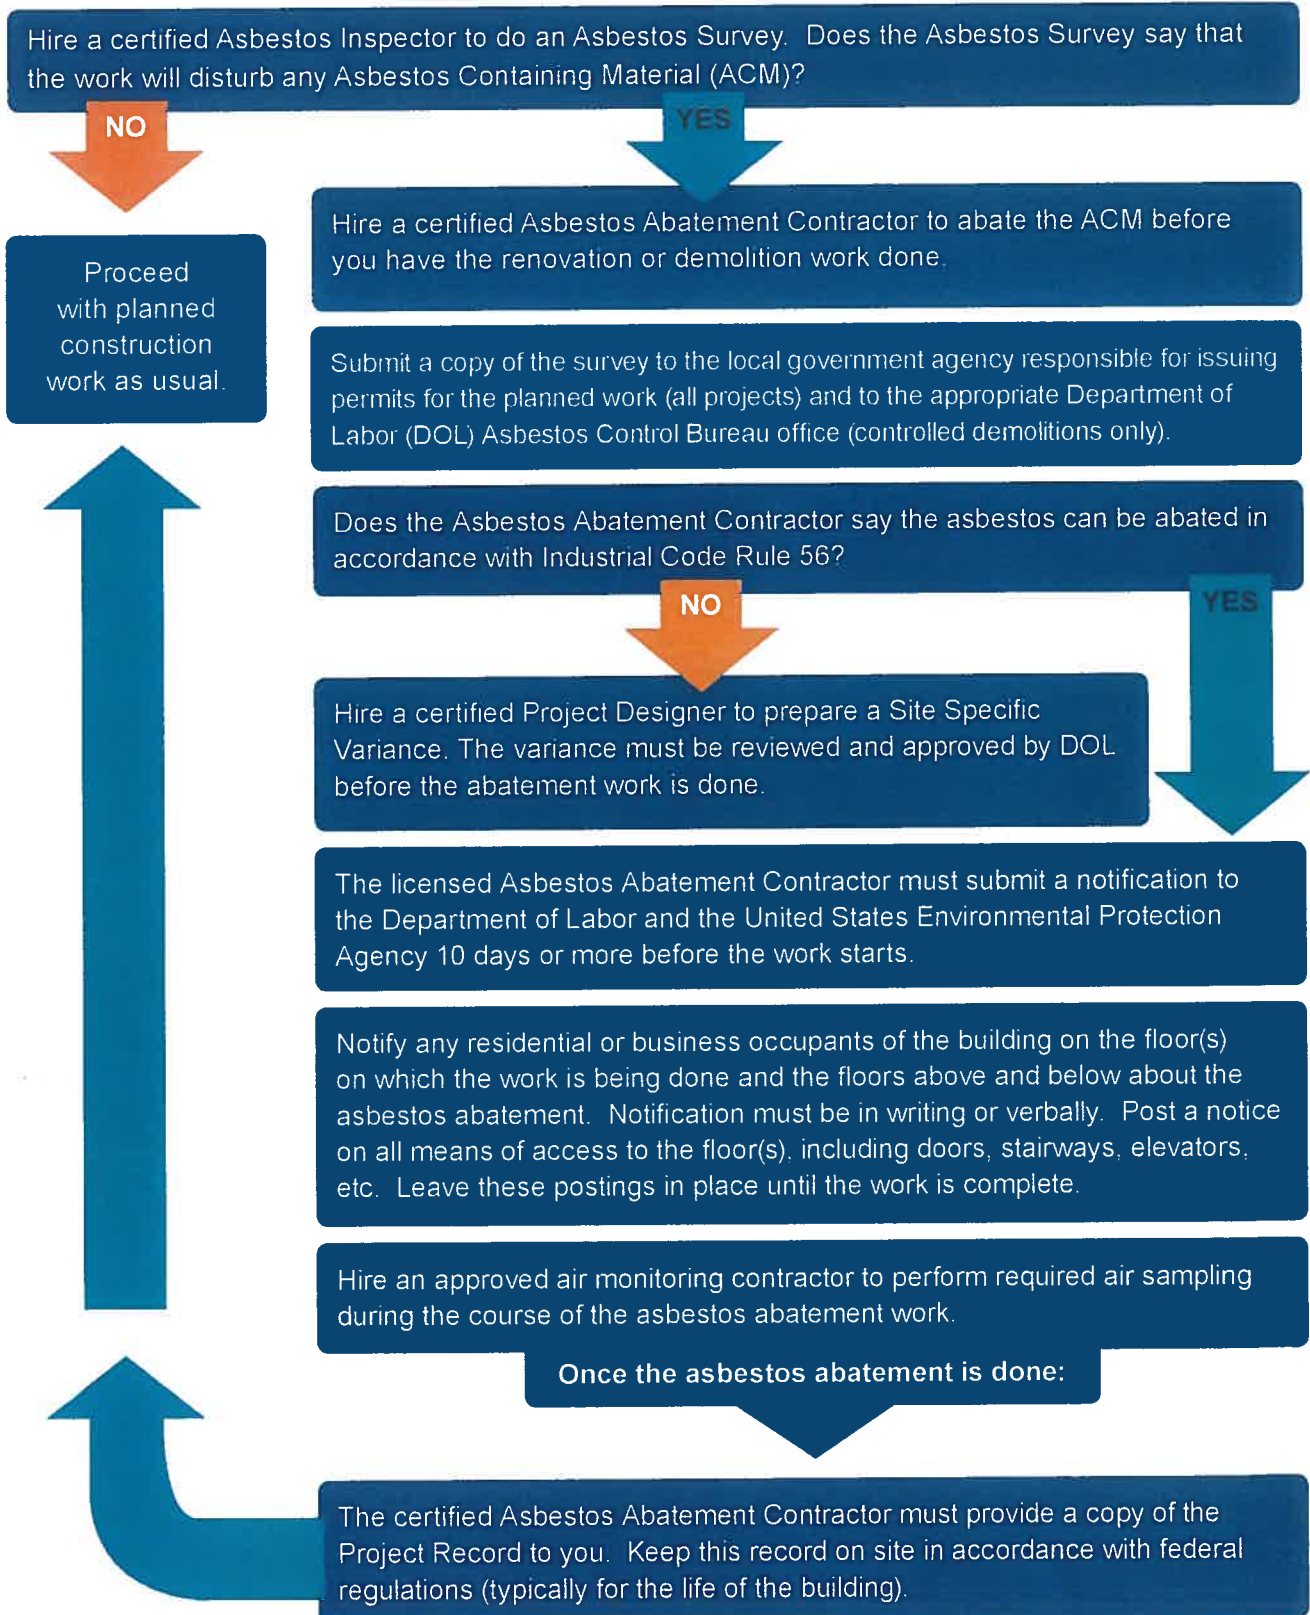 Hire a certified Asbestos Inspector to do an Asbestos Survey. Does the Asbestos Survey say that
the work will disturb any Asbestos Containing Material (ACM)?
NO
YES
Proceed
with planned
construction
work as usual.
Hire a certified Asbestos Abatement Contractor to abate the ACM before
you have the renovation or demolition work done.
Submit a copy of the survey to the local government agency responsible for issuing
permits for the planned work (all projects) and to the appropriate Department of
Labor (DOL) Asbestos Control Bureau office (controlled demolitions only).
Does the Asbestos Abatement Contractor say the asbestos can be abated in
accordance with Industrial Code Rule 56?
NO
YES
Hire a certified Project Designer to prepare a Site Specific
Variance. The variance must be reviewed and approved by DOL
before the abatement work is done.
The licensed Asbestos Abatement Contractor must submit a notification to
the Department of Labor and the United States Environmental Protection
Agency 10 days or more before the work starts.
Notify any residential or business occupants of the building on the floor(s)
on which the work is being done and the floors above and below about the
asbestos abatement. Notification must be in writing or verbally. Post a notice
on all means of access to the floor(s), including doors, stairways, elevators,
etc. Leave these postings in place until the work is complete.
Hire an approved air monitoring contractor to perform required air sampling
during the course of the asbestos abatement work.
Once the asbestos abatement is done:
The certified Asbestos Abatement Contractor must provide a copy of the
Project Record to you. Keep this record on site in accordance with federal
regulations (typically for the life of the building).